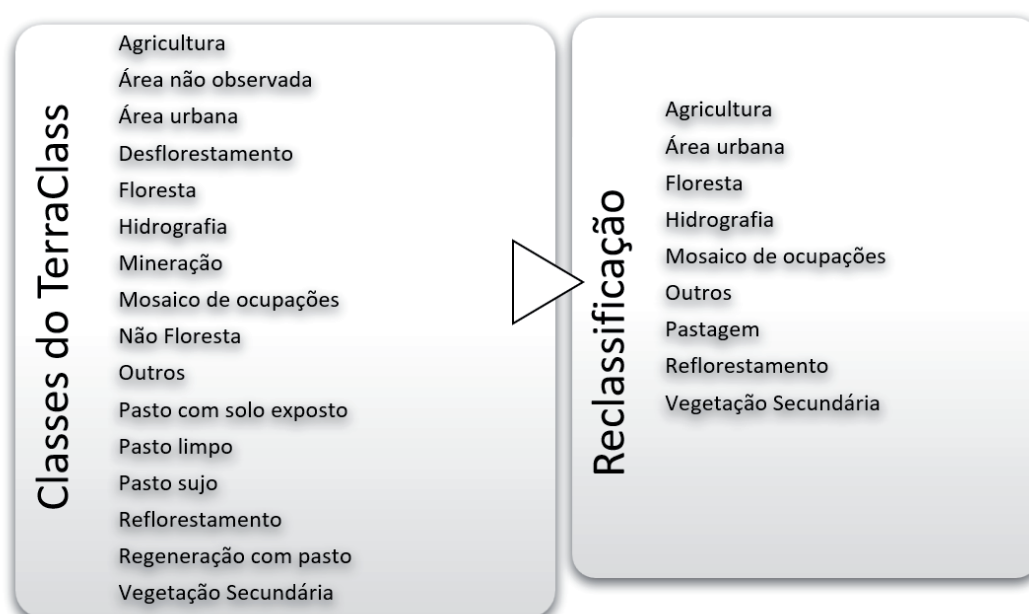 Classes do TerraClass
Agricultura
Área não observada
Área urbana
Desflorestamento
Floresta
Hidrografia
Mineração
Mosaico de ocupações
Não Floresta
Outros
Pasto com solo exposto
Pasto limpo
Pasto sujo
Reflorestamento
Regeneração com pasto
Vegetação Secundária
Reclassificação
Agricultura
Área urbana
Floresta
Hidrografia
Mosaico de ocupações
Outros
Pastagem
Reflorestamento
Vegetação Secundária